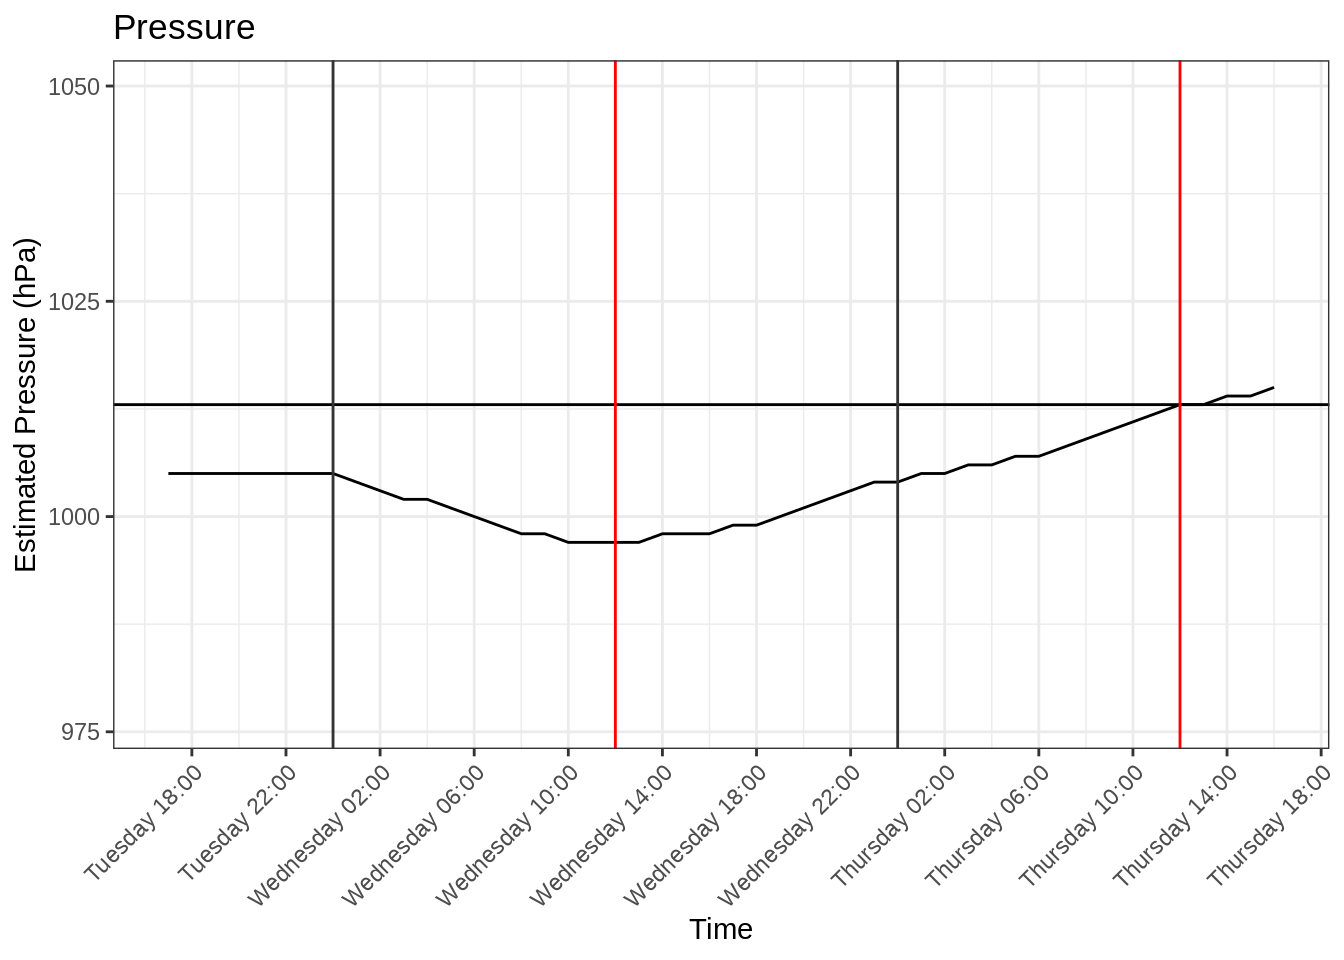 Pressure
Estimated Pressure (hPa)
1050
1025
1000
975
Tuesday 18:00
Tuesday 22:00
Wednesday 02:00
Wednesday 06:00
Wednesday 10:00
Wednesday 14:00
Wednesday 18:00
Wednesday 22:00
Thursday 02:00
Thursday 06:00
Thursday 10:00
Thursday 14:00
Thursday 18:00
Time